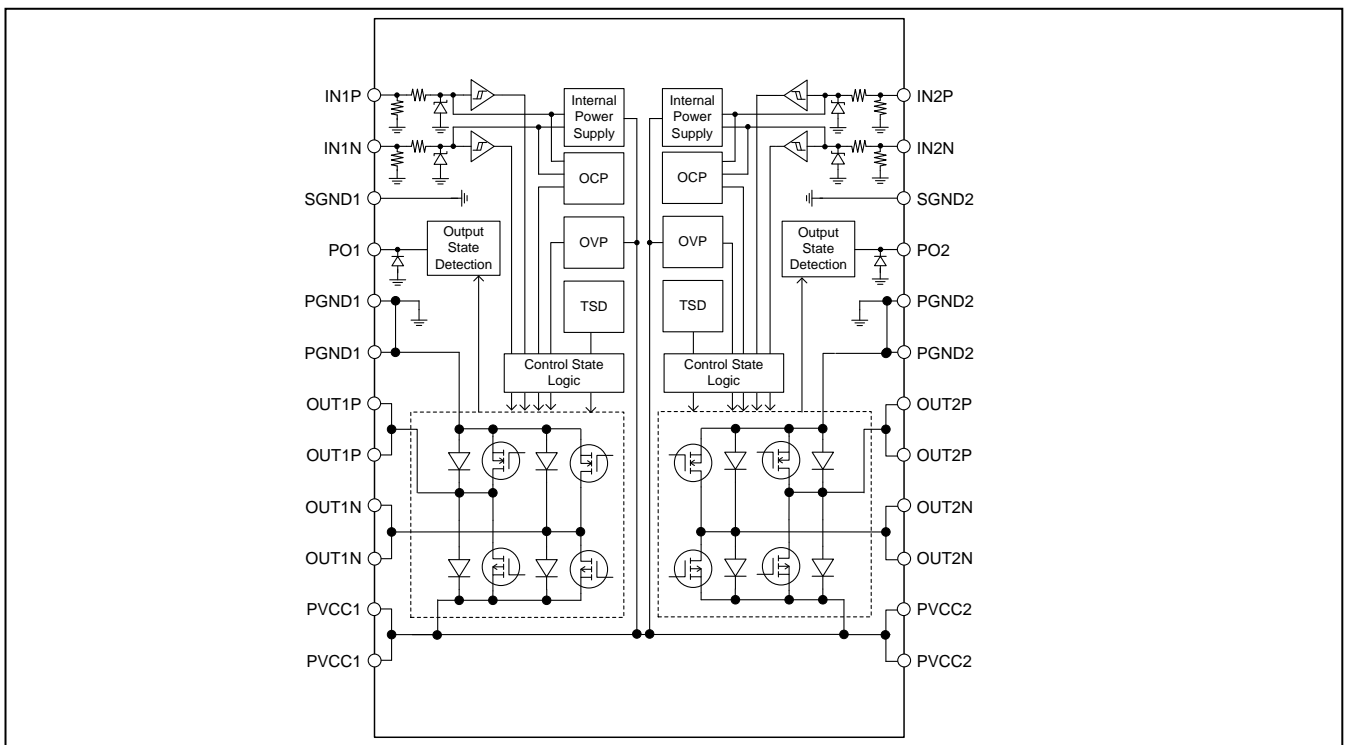 IN1P
IN1N
SGND1
PO1
PGND1
PGND1
OUT1P
OUT1P
OUT1N
OUT1N
PVCC1
PVCC1
Internal
Power
Supply
OCP
OVP
TSD
Output
State
Detection
Control State
Logic
Internal
Power
Supply
OCP
OVP
TSD
Output
State
Detection
Control State
Logic
IN2P
IN2N
SGND2
PO2
PGND2
PGND2
OUT2P
OUT2P
OUT2N
OUT2N
PVCC2
PVCC2